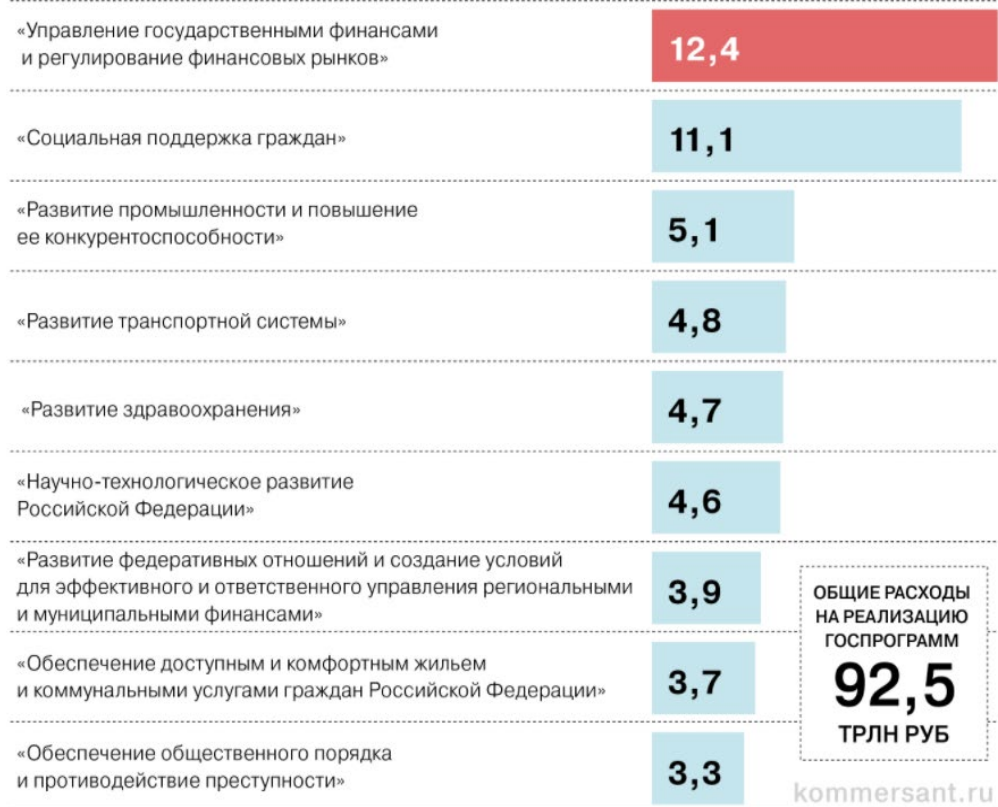 «Управление государственными финансами
и регулирование финансовых рынков»
12,4
«Социальная поддержка граждан»
11,1
«Развитие промышленности и повышение
ее конкурентоспособности»
5,1
«Развитие транспортной системы»
4,8
«Развитие здравоохранения»
4,7
«Научно-технологическое развитие
Российской Федерации»
4,6
«Развитие федеративных отношений и создание условий
для эффективного и ответственного управления региональными
и муниципальными финансами»
3,9
«Обеспечение доступным и комфортным жильем
и коммунальными услугами граждан Российской Федерации»
3,7
«Обеспечение общественного порядка
и противодействие преступности»
3,3
ОБЩИЕ РАСХОДЫ
НА РЕАЛИЗАЦИЮ
ГОСПРОГРАММ
92,5
ТРЛН РУБ
kommersant.ru